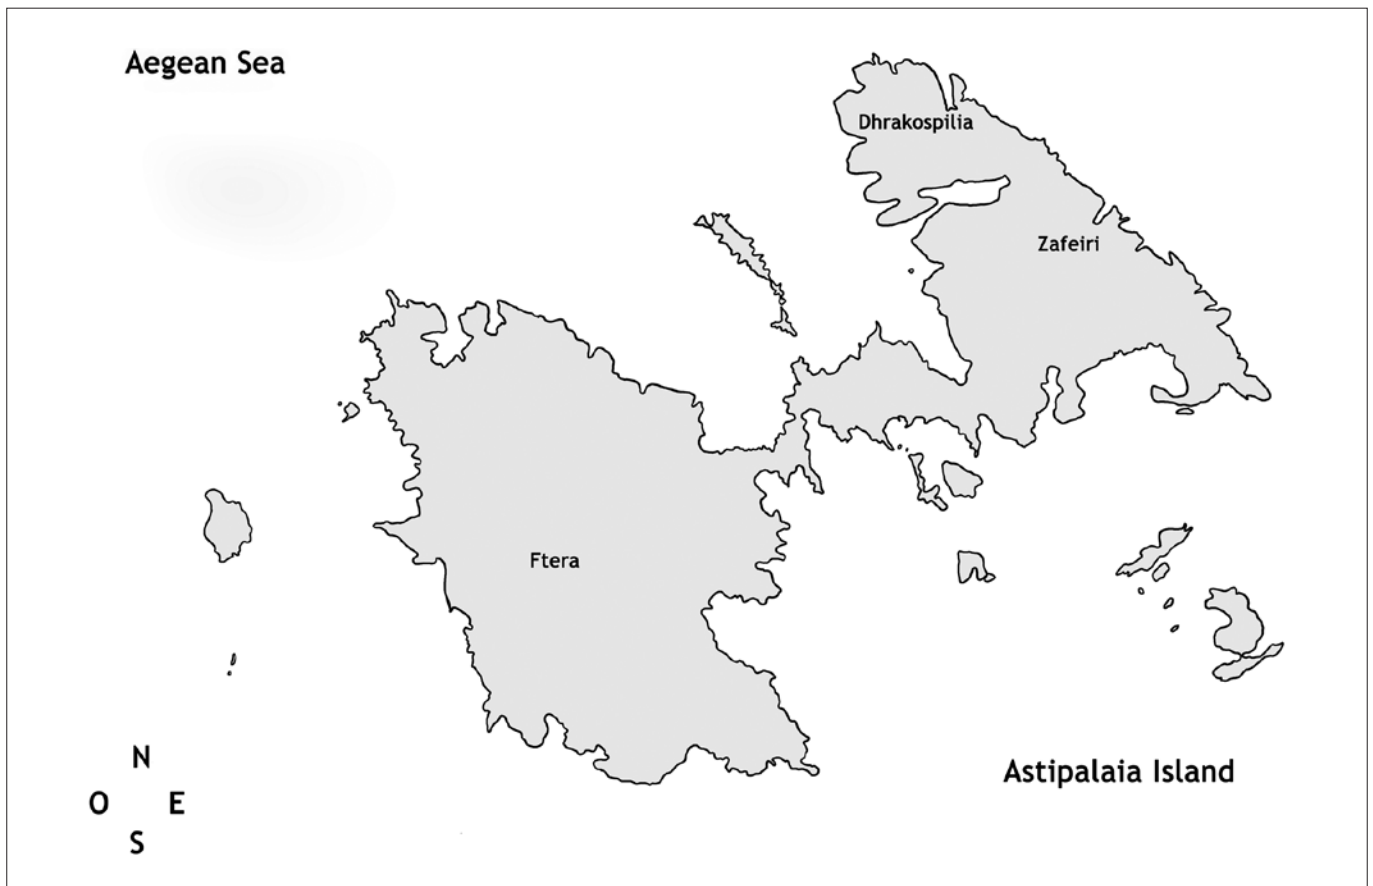 Aegean Sea
Dhrakospilia
Zafeiri
Ftera
N
O E
S
Astipalaia Island